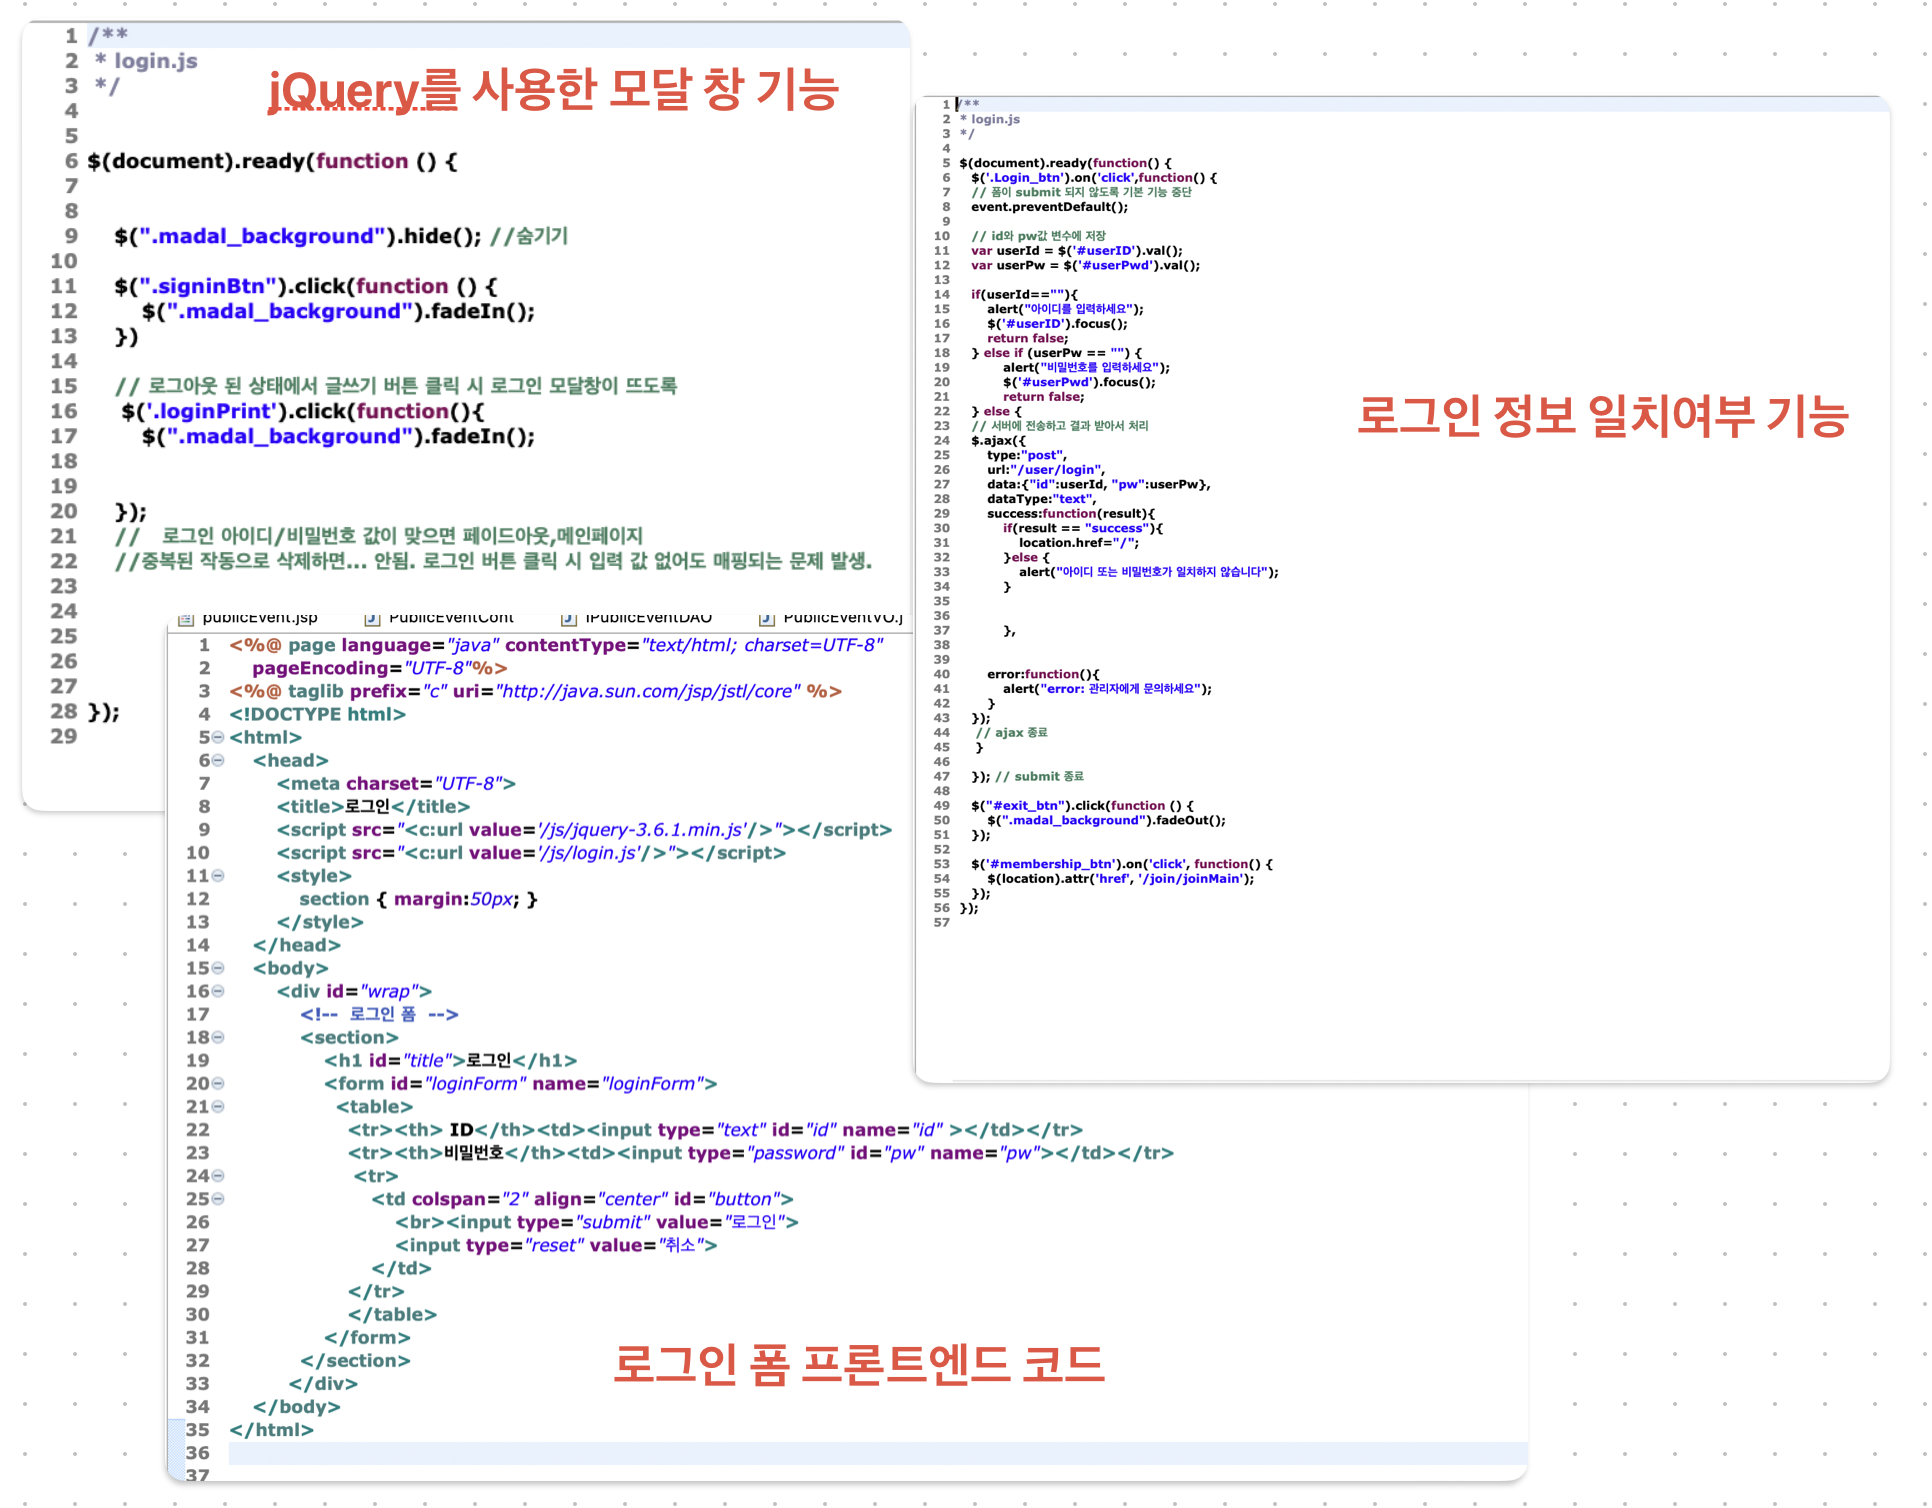 jQuery를 사용한 모달 창 기능
1 /**
2 * login.js
3 */
4
5
6 $(document).ready(function () {
7
8
9 $(".madal_background").hide(); //숨기기
10
11 $(".signinBtn").click(function () {
12 $(".madal_background").fadeIn();
13 })
14
15 // 로그아웃 된 상태에서 글쓰기 버튼 클릭 시 로그인 모달창이 뜨도록
16 $('.loginPrint').click(function(){
17 $(".madal_background").fadeIn();
18
19
20 });
21 // 로그인 아이디/비밀번호 값이 맞으면 페이드아웃,메인페이지
22 //중복된 작동으로 삭제하면... 안됨. 로그인 버튼 클릭 시 입력 값 없어도 매핑되는 문제 발생.
23
24
25
26
27
28 });
29
로그인 정보 일치여부 기능
1 /**
2 * login.js
3 */
4
5 $(document).ready(function() {
6 $('.Login_btn').on('click',function() {
7 // 폼이 submit 되지 않도록 기본 기능 중단
8 event.preventDefault();
9
10 // id와 pw값 변수에 저장
11 var userId = $('#userID').val();
12 var userPw = $('#userPwd').val();
13
14 if(userId==""){
15 alert("아이디를 입력하세요");
16 $('#userID').focus();
17 return false;
18 } else if (userPw == "") {
19 alert("비밀번호를 입력하세요");
20 $('#userPwd').focus();
21 return false;
22 } else {
23 // 서버에 전송하고 결과 받아서 처리
24 $.ajax({
25 type:"post",
26 url:"/user/login",
27 data:{"id":userId, "pw":userPw},
28 dataType:"text",
29 success:function(result){
30 if(result == "success"){
31 location.href="/";
32 }else {
33 alert("아이디 또는 비밀번호가 일치하지 않습니다");
34 }
35
36
37 },
38
39
40 error:function(){
41 alert("error: 관리자에게 문의하세요");
42 }
43 });
44 // ajax 종료
45 }
46
47 }); // submit 종료
48
49 $("#exit_btn").click(function () {
50 $(".madal_background").fadeOut();
51 });
52
53 $('#membership_btn').on('click', function() {
54 $(location).attr('href', '/join/joinMain');
55 });
56 });
57
publicEvent.jsp PublicEventCont IPublicEventDAO PublicEventVO.j
1 <%@ page language="java" contentType="text/html; charset=UTF-8"
2 pageEncoding="UTF-8"%>
3 <%@ taglib prefix="c" uri="http://java.sun.com/jsp/jstl/core" %>
4 <!DOCTYPE html>
5 <html>
6 <head>
7 <meta charset="UTF-8">
8 <title>로그인</title>
9 <script src="<c:url value='/js/jquery-3.6.1.min.js'/>"></script>
10 <script src="<c:url value='/js/login.js'/>"></script>
11 <style>
12 section { margin:50px; }
13 </style>
14 </head>
15 <body>
16 <div id="wrap">
17 <!-- 로그인 폼 -->
18 <section>
19 <h1 id="title">로그인</h1>
20 <form id="loginForm" name="loginForm">
21 <table>
22 <tr><th> ID</th><td><input type="text" id="id" name="id" ></td></tr>
23 <tr><th>비밀번호</th><td><input type="password" id="pw" name="pw"></td></tr>
24 <tr>
25 <td colspan="2" align="center" id="button">
26 <br><input type="submit" value="로그인">
27 <input type="reset" value="취소">
28 </td>
29 </tr>
30 </table>
31 </form>
32 </section>
33 </div>
34 </body>
35 </html>
36
37
로그인 폼 프론트엔드 코드